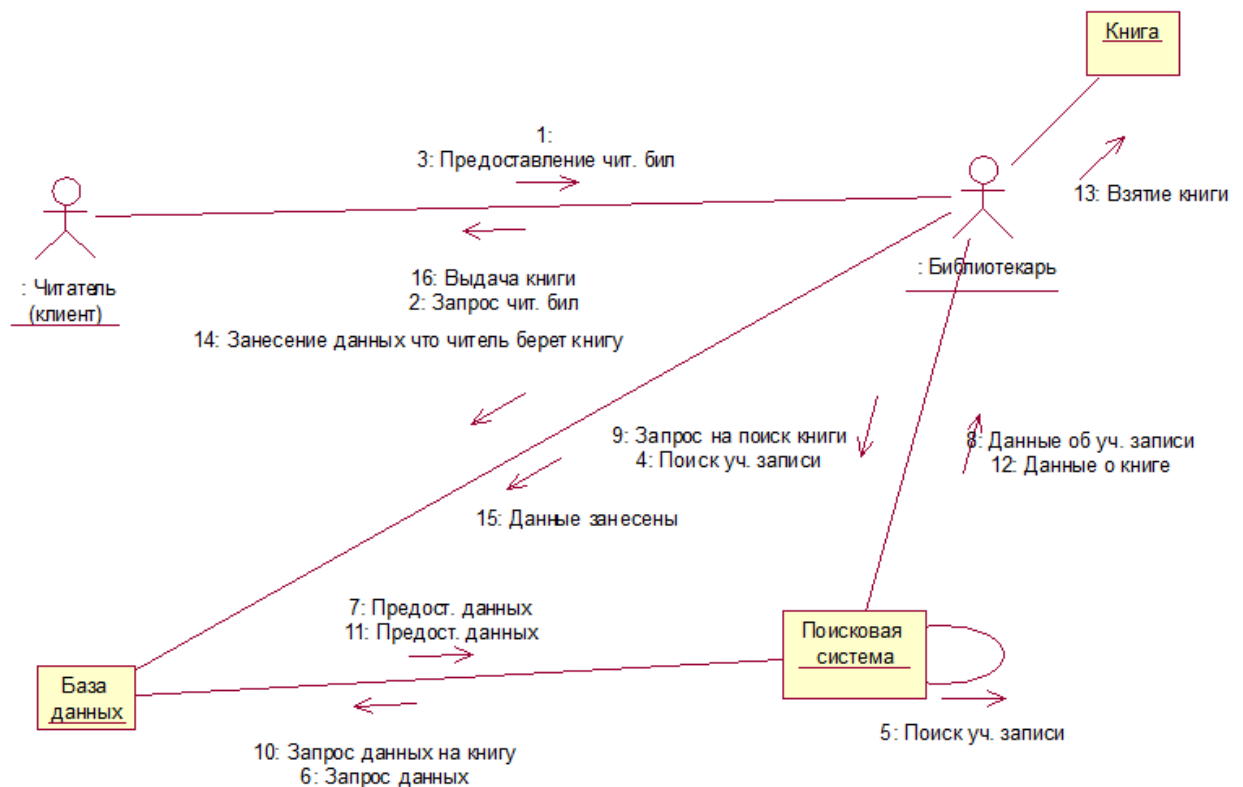 Книга
1:
3: Предоставление чит. бил
13: Взятие книги
: Читатель
(клиент)
: Библиотекарь
16: Выдача книги
2: Запрос чит. бил
14: Занесение данных что читель берет книгу
9: Запрос на поиск книги
4: Поиск уч. записи
8: Данные об уч. записи
12: Данные о книге
15: Данные занесены
7: Предост. данных
11: Предост. данных
Поисковая
система
База
данных
5: Поиск уч. записи
10: Запрос данных на книгу
6: Запрос данных